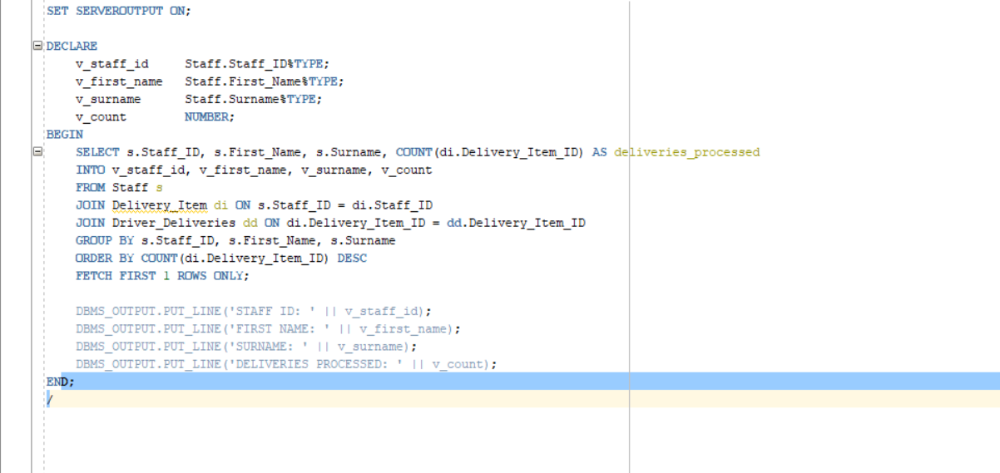 SET SERVEROUTPUT ON;
DECLARE
v_staff_id Staff.Staff_ID%TYPE;
v_first_name Staff.First_Name%TYPE;
v_surname Staff.Surname%TYPE;
v_count NUMBER;
BEGIN
SELECT s.Staff_ID, s.First_Name, s.Surname, COUNT(di.Delivery_Item_ID) AS deliveries_processed
INTO v_staff_id, v_first_name, v_surname, v_count
FROM Staff s
JOIN Delivery_Item di ON s.Staff_ID = di.Staff_ID
JOIN Driver_Deliveries dd ON di.Delivery_Item_ID = dd.Delivery_Item_ID
GROUP BY s.Staff_ID, s.First_Name, s.Surname
ORDER BY COUNT(di.Delivery_Item_ID) DESC
FETCH FIRST 1 ROWS ONLY;
DBMS_OUTPUT.PUT_LINE('STAFF ID: ' || v_staff_id);
DBMS_OUTPUT.PUT_LINE('FIRST NAME: ' || v_first_name);
DBMS_OUTPUT.PUT_LINE('SURNAME: ' || v_surname);
DBMS_OUTPUT.PUT_LINE('DELIVERIES PROCESSED: ' || v_count);
END;
/